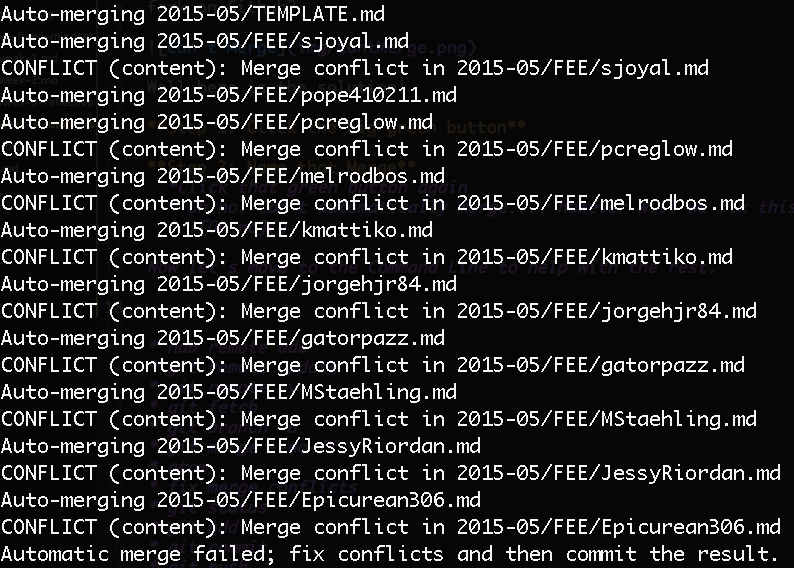 Auto-merging 2015-05/TEMPLATE.md
Auto-merging 2015-05/FEE/sjoyal.md
CONFLICT (content): Merge conflict in 2015-05/FEE/sjoyal.md
Auto-merging 2015-05/FEE/pope410211.md
Auto-merging 2015-05/FEE/pcreglow.md
CONFLICT (content): Merge conflict in 2015-05/FEE/pcreglow.md
Auto-merging 2015-05/FEE/melrodbos.md
CONFLICT (content): Merge conflict in 2015-05/FEE/melrodbos.md
Auto-merging 2015-05/FEE/kmattiko.md
CONFLICT (content): Merge conflict in 2015-05/FEE/kmattiko.md
Auto-merging 2015-05/FEE/jorgehjr84.md
CONFLICT (content): Merge conflict in 2015-05/FEE/jorgehjr84.md
Auto-merging 2015-05/FEE/gatorpazz.md
CONFLICT (content): Merge conflict in 2015-05/FEE/gatorpazz.md
Auto-merging 2015-05/FEE/MStaehling.md
CONFLICT (content): Merge conflict in 2015-05/FEE/MStaehling.md
Auto-merging 2015-05/FEE/JessyRiordan.md
CONFLICT (content): Merge conflict in 2015-05/FEE/JessyRiordan.md
Auto-merging 2015-05/FEE/Epicurean306.md
CONFLICT (content): Merge conflict in 2015-05/FEE/Epicurean306.md
Automatic merge failed; fix conflicts and then commit the result.